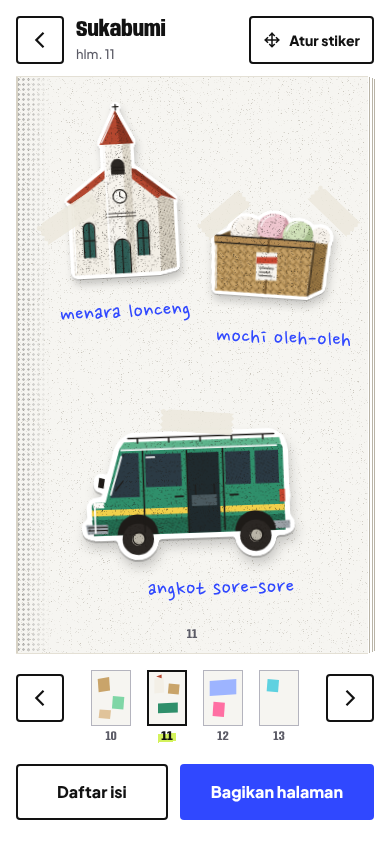 Sukabumi
hlm. 11
Atur stiker
menara lonceng
mochi oleh-oleh
angkot sore-sore
11
10
11
12
13
Daftar isi
Bagikan halaman